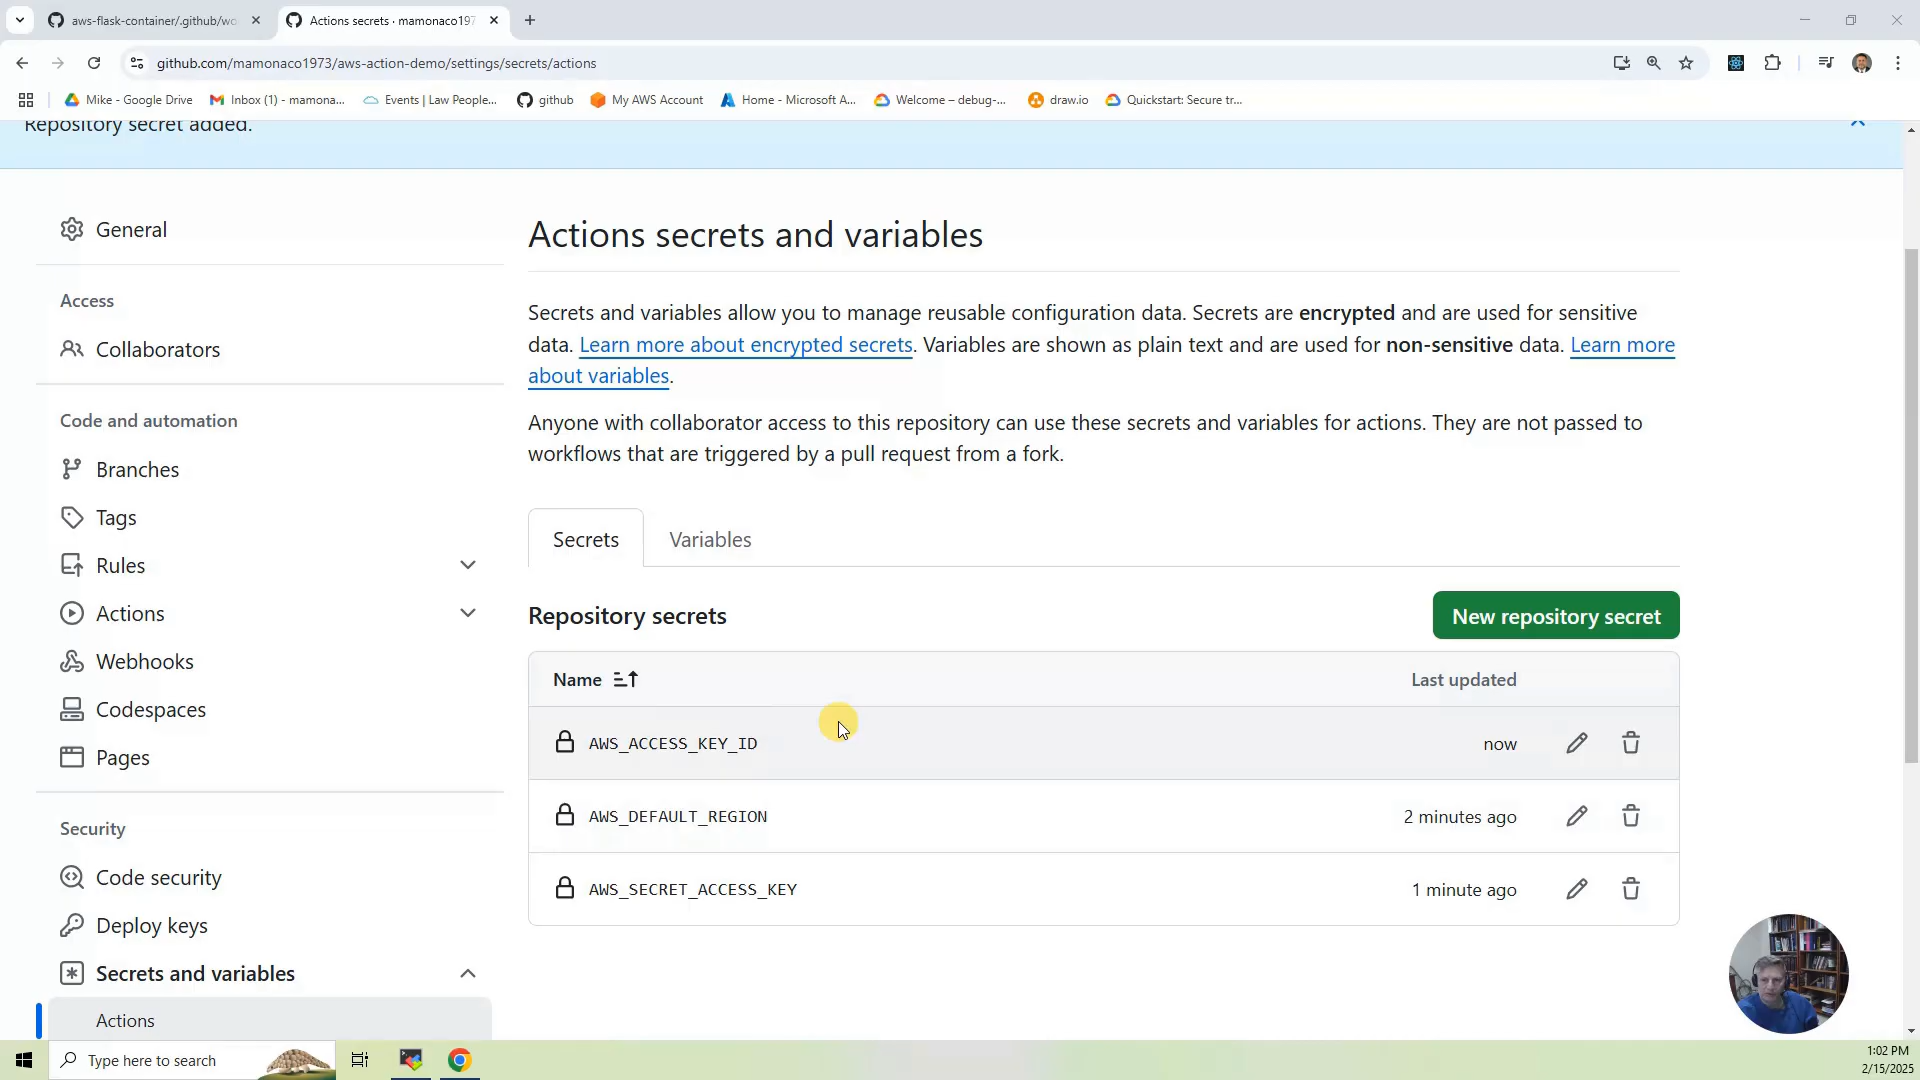 aws-flask-container/.github/wo
Actions secrets · mamonaco197
github.com/mamonaco1973/aws-action-demo/settings/secrets/actions
Mike - Google Drive
Inbox (1) - mamona...
Events | Law People...
github
My AWS Account
Home - Microsoft A...
Welcome – debug-...
draw.io
Quickstart: Secure tr...
Repository secret added.
General
Access
Collaborators
Code and automation
Branches
Tags
Rules
Actions
Webhooks
Codespaces
Pages
Security
Code security
Deploy keys
Secrets and variables
Actions
Actions secrets and variables
Secrets and variables allow you to manage reusable configuration data. Secrets are encrypted and are used for sensitive
data. Learn more about encrypted secrets. Variables are shown as plain text and are used for non-sensitive data. Learn more
about variables.
Anyone with collaborator access to this repository can use these secrets and variables for actions. They are not passed to
workflows that are triggered by a pull request from a fork.
Secrets
Variables
Repository secrets
New repository secret
Name
Last updated
AWS_ACCESS_KEY_ID
now
AWS_DEFAULT_REGION
2 minutes ago
AWS_SECRET_ACCESS_KEY
1 minute ago
Type here to search
1:02 PM
2/15/2025